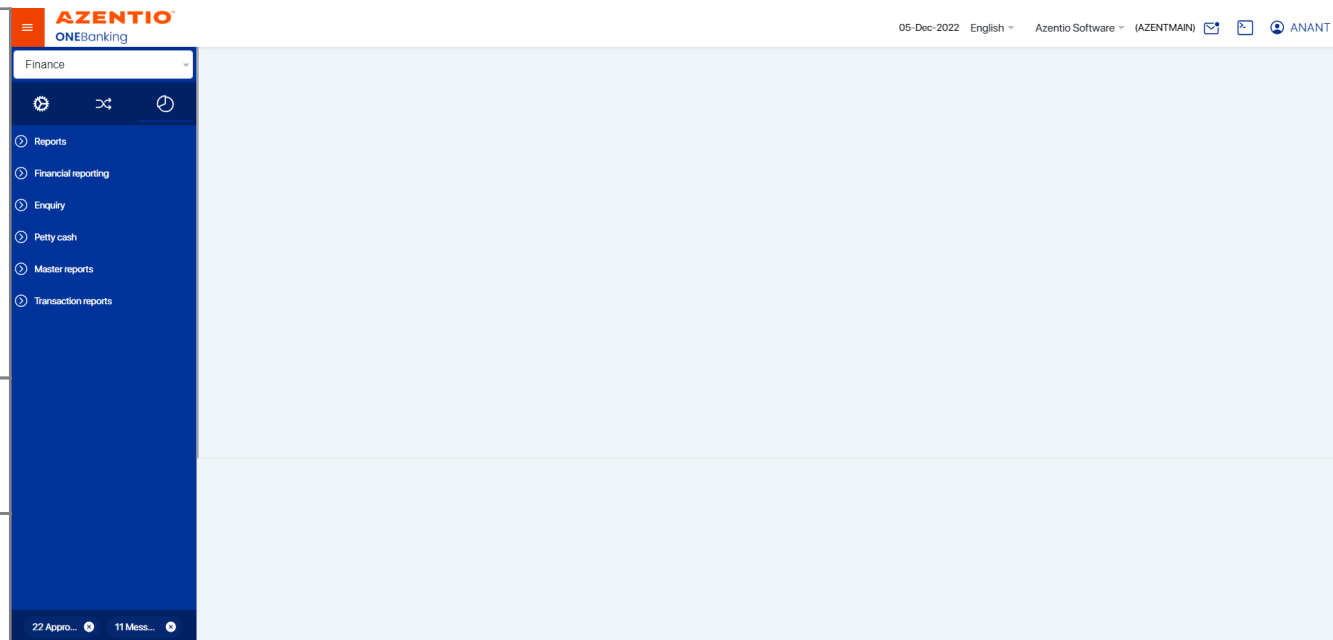 AZENTIO
ONEBanking
05-Dec-2022 English Azentio Software (AZENTMAIN) ANANT
Finance
Reports
Financial reporting
Enquiry
Petty cash
Master reports
Transaction reports
22 Appro... 11 Mess...